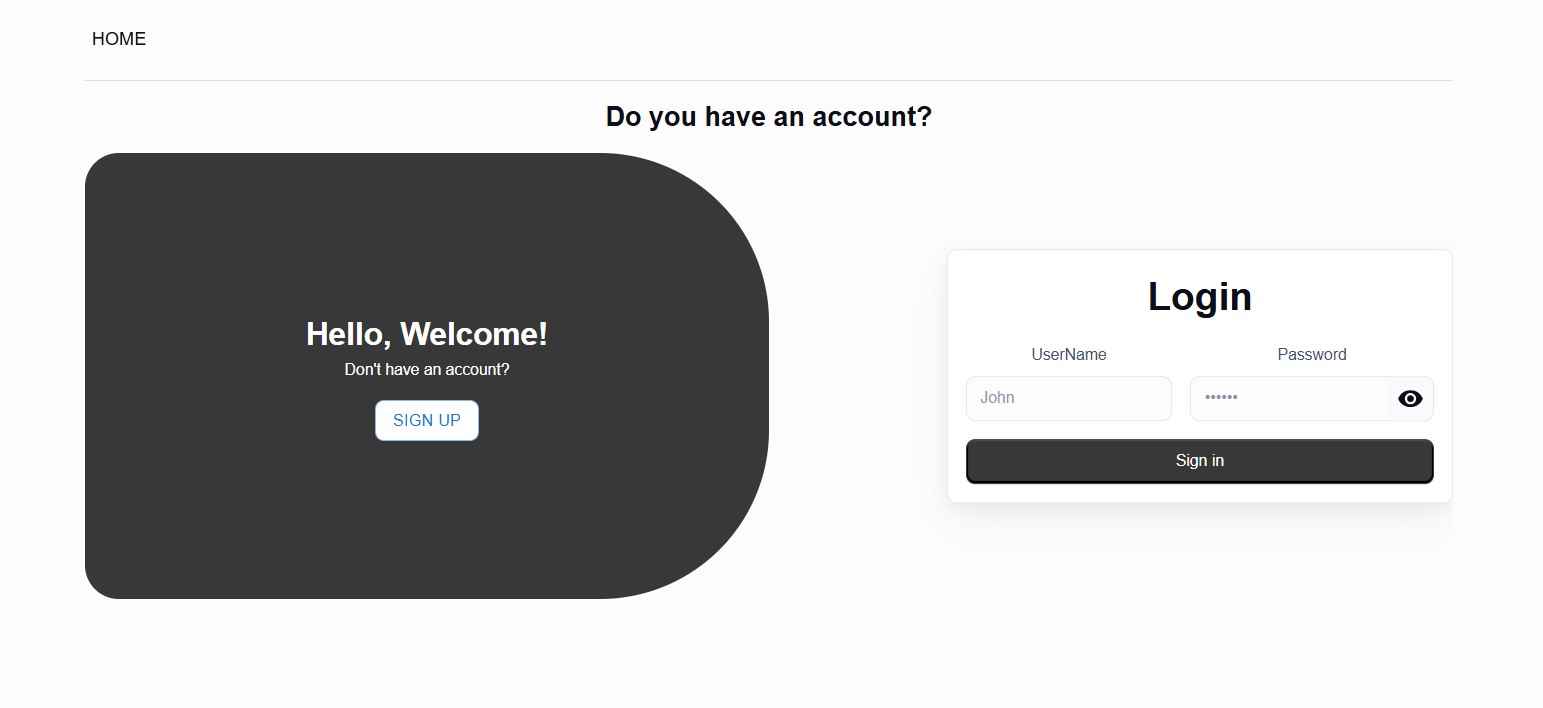 HOME
Do you have an account?
Hello, Welcome!
Don't have an account?
SIGN UP
Login
UserName
Password
John
••••••
Sign in